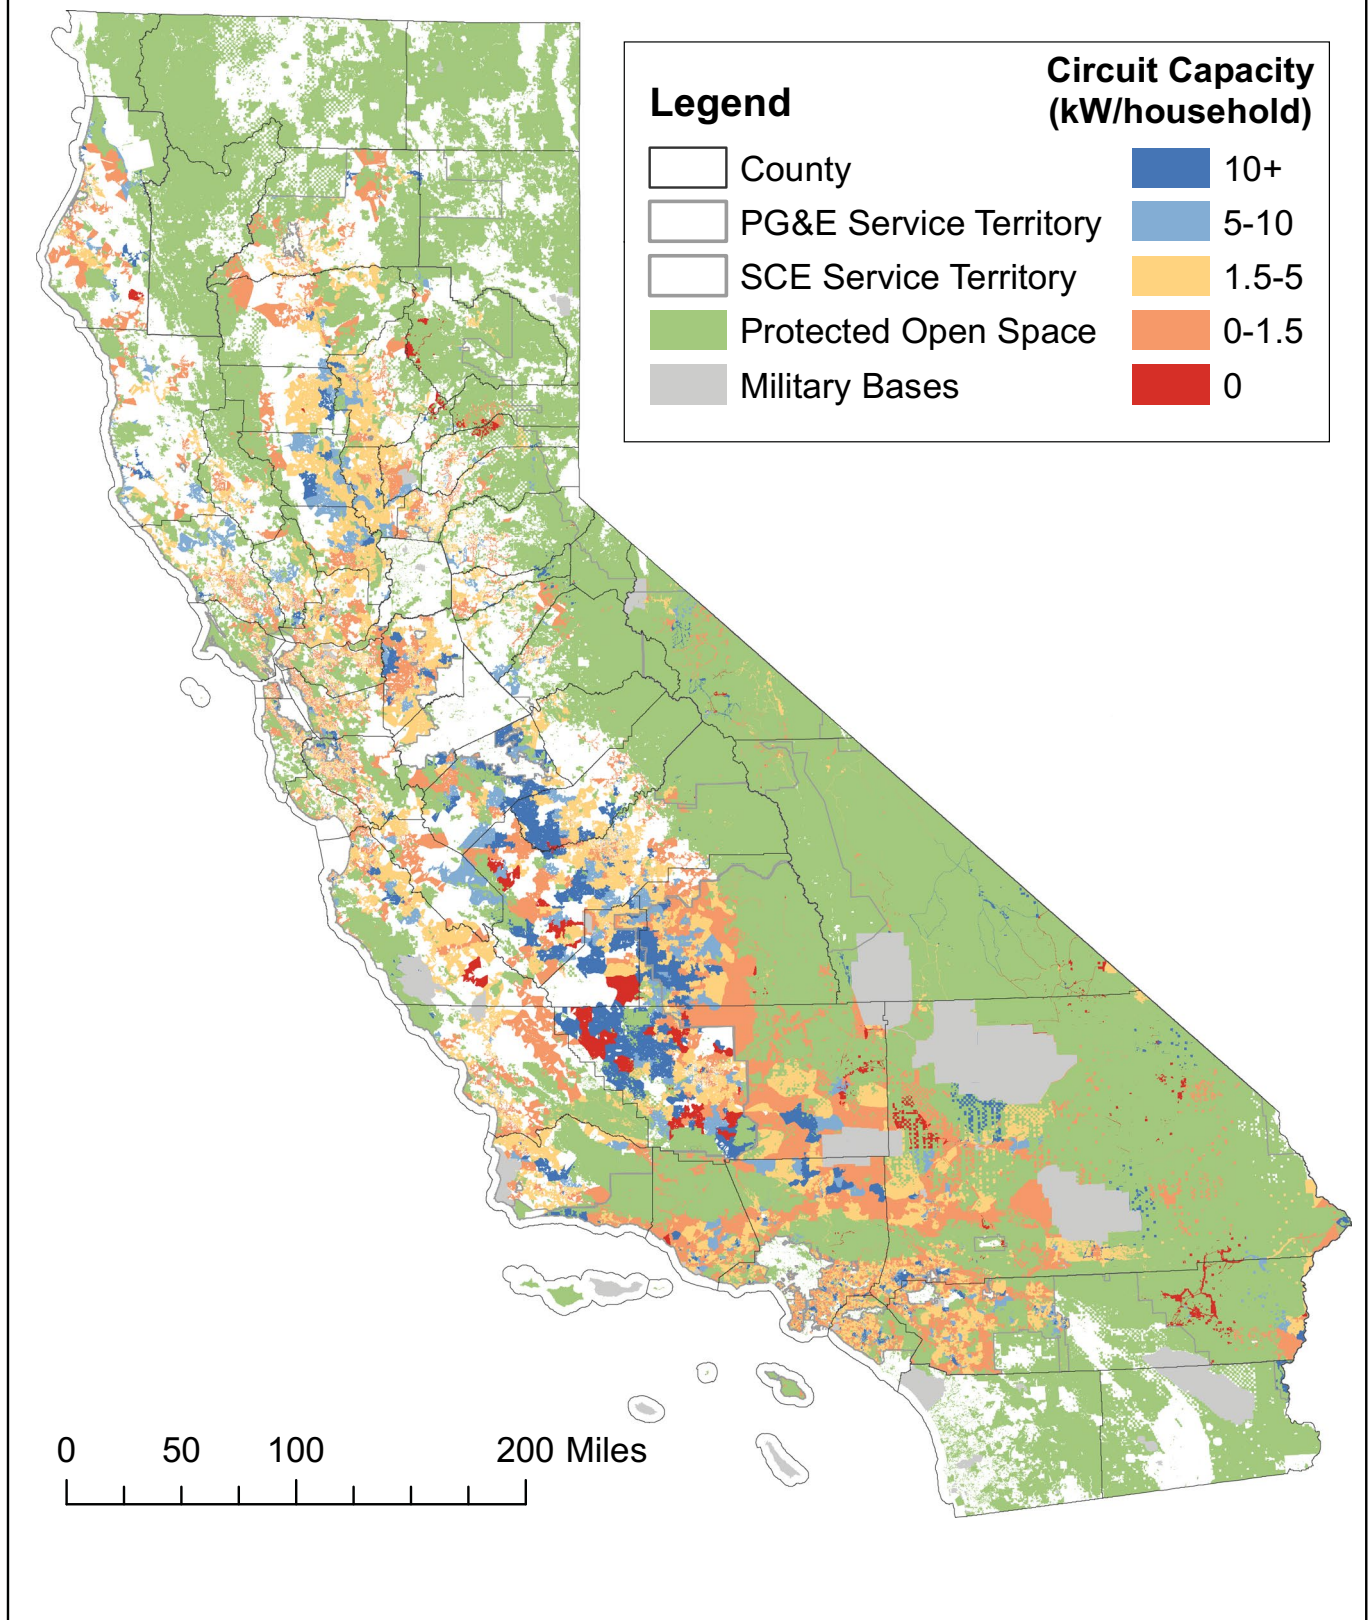 Legend
Circuit Capacity
(kW/household)
County
PG&E Service Territory
SCE Service Territory
Protected Open Space
Military Bases
10+
5-10
1.5-5
0-1.5
0
0 50 100 200 Miles